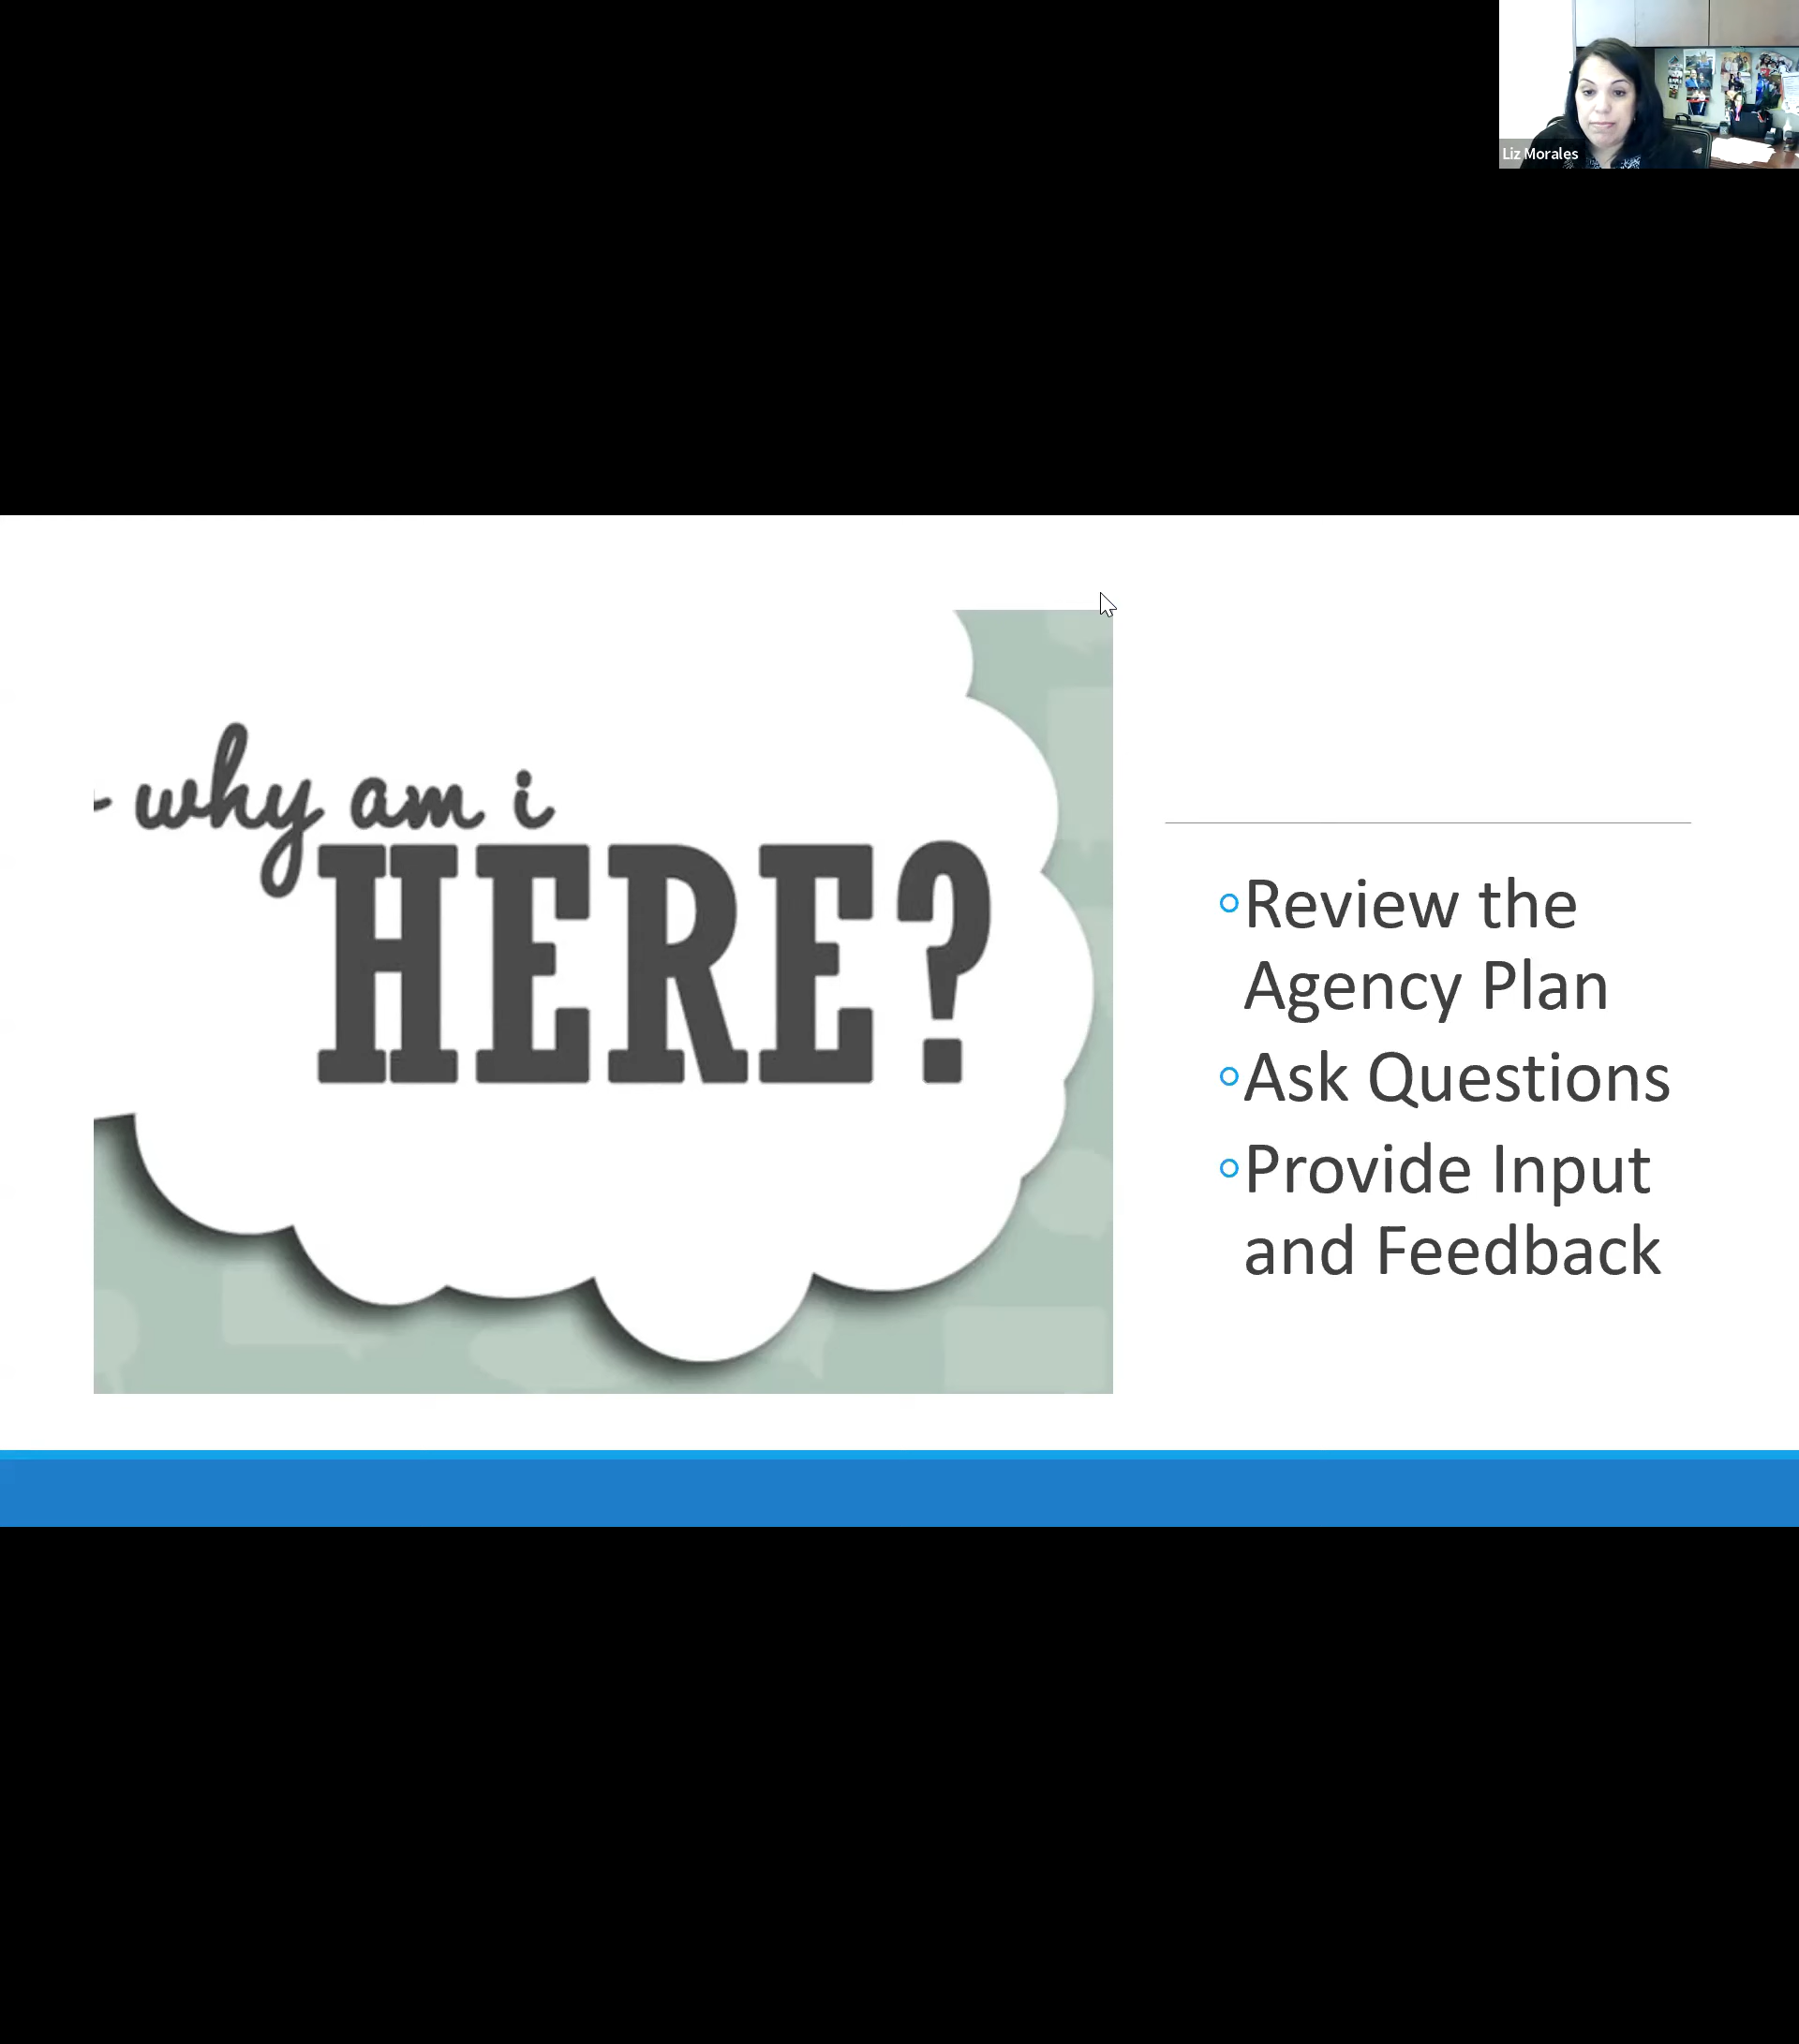 Liz Morales
why am i
HERE?
Review the
Agency Plan
Ask Questions
Provide Input
and Feedback